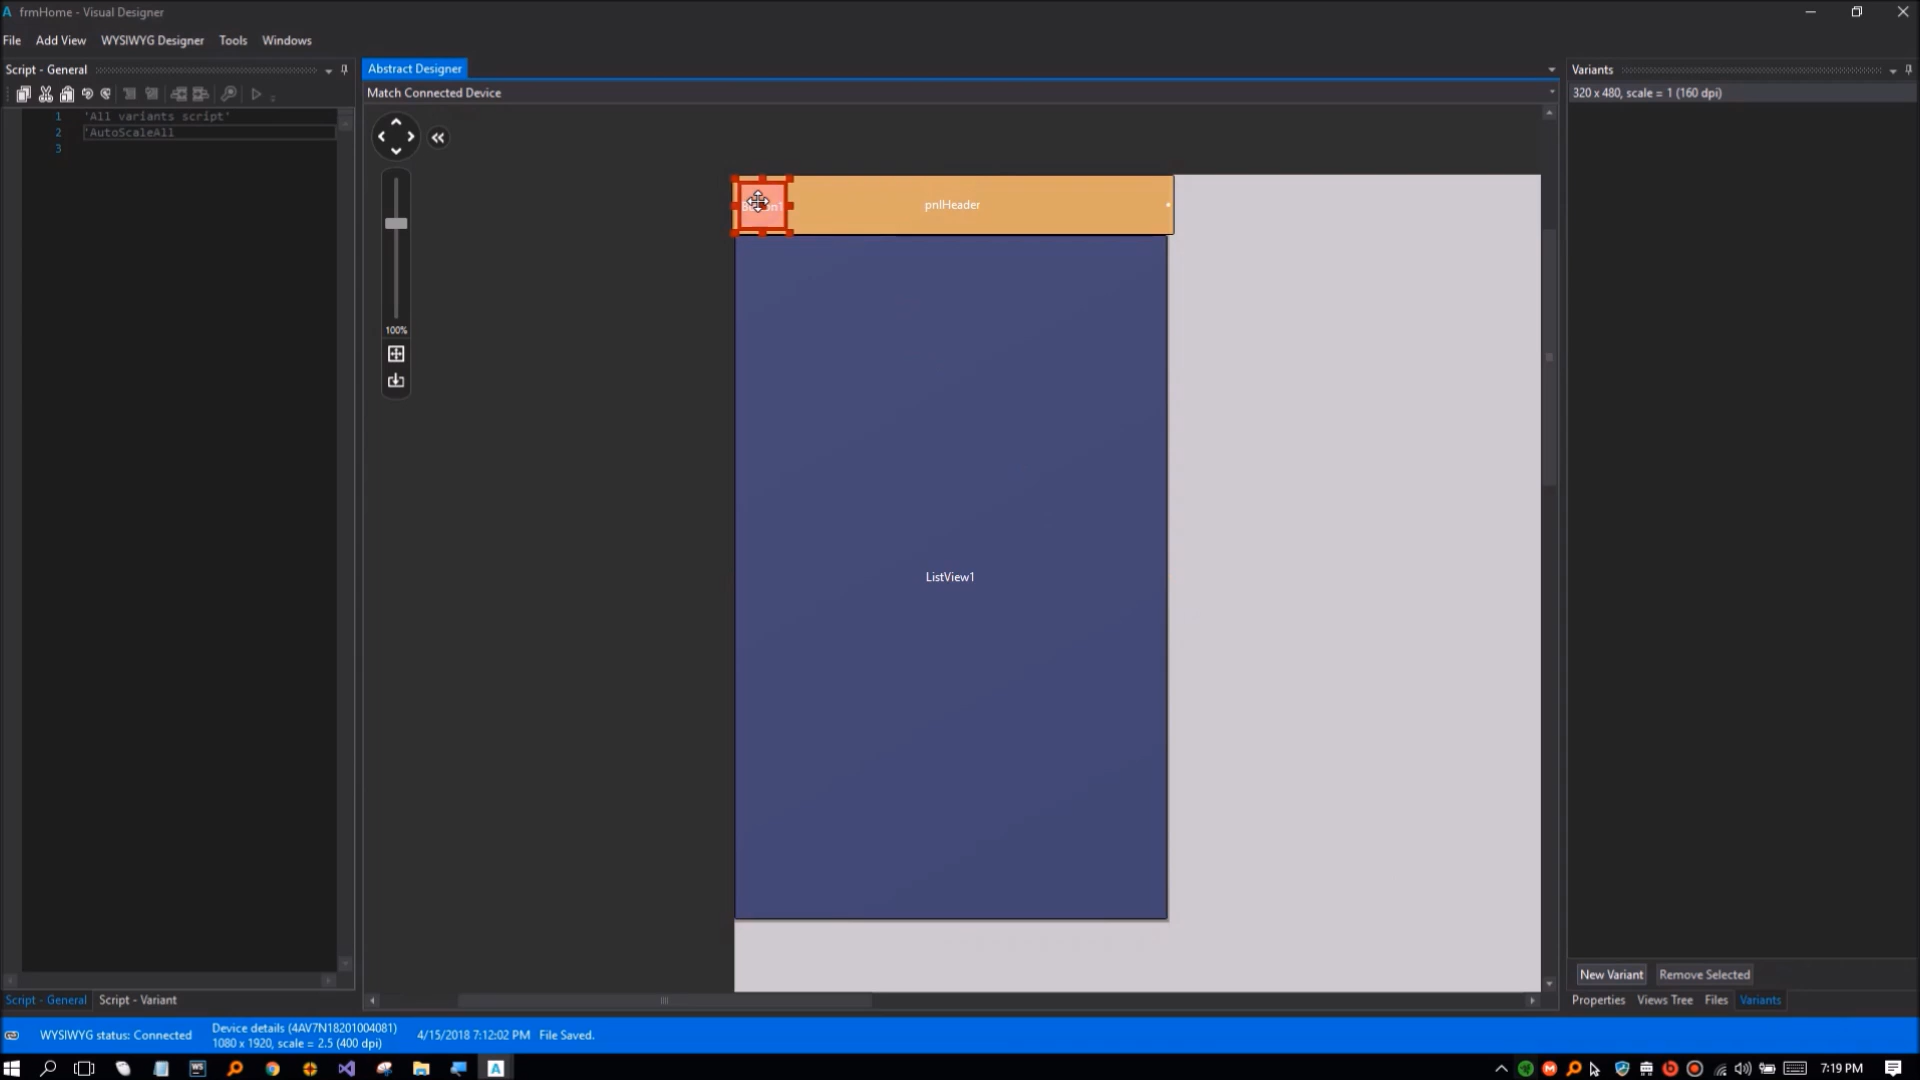 frmHome - Visual Designer
File Add View WYSIWYG Designer Tools Windows
Script - General
1 'All variants script'
2 'AutoScaleAll
3
Script - General Script - Variant
Abstract Designer
Match Connected Device
100%
pnlHeader
ListView1
Variants
320 x 480, scale = 1 (160 dpi)
New Variant Remove Selected
Properties Views Tree Files Variants
WYSIWYG status: Connected
Device details (4AV7N18201004081)
1080 x 1920, scale = 2.5 (400 dpi)
4/15/2018 7:12:02 PM File Saved.
7:19 PM